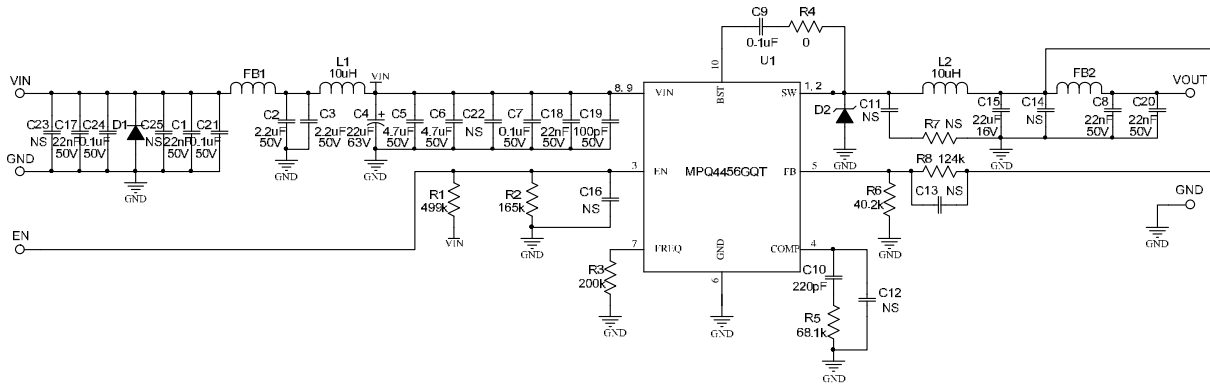 C9
0.1uF
R4
0
U1
10
BST
VIN
FB1
L1
10uH
VIN
8, 9
VIN
SW
1, 2
L2
10uH
FB2
VOUT
C23
NS
C17
22nF
50V
C24
0.1uF
50V
D1
C25
NS
C1
22nF
50V
C21
0.1uF
50V
C2
2.2uF
50V
C3
2.2uF
50V
C4
22uF
63V
+
C5
4.7uF
50V
C6
4.7uF
50V
C22
NS
C7
0.1uF
50V
C18
22nF
50V
C19
100pF
50V
D2
C11
NS
R7 NS
C15
22uF
16V
C14
NS
C8
22nF
50V
C20
22nF
50V
GND
GND
GND
GND
GND
GND
GND
3
EN
MPQ4456GQT
FB
5
R8 124k
C13 NS
R6
40.2k
GND
GND
GND
R1
499k
VIN
R2
165k
GND
C16
NS
EN
7
FREQ
R3
200k
GND
GND
6
GND
COMP
4
C10
220pF
R5
68.1k
C12
NS
GND